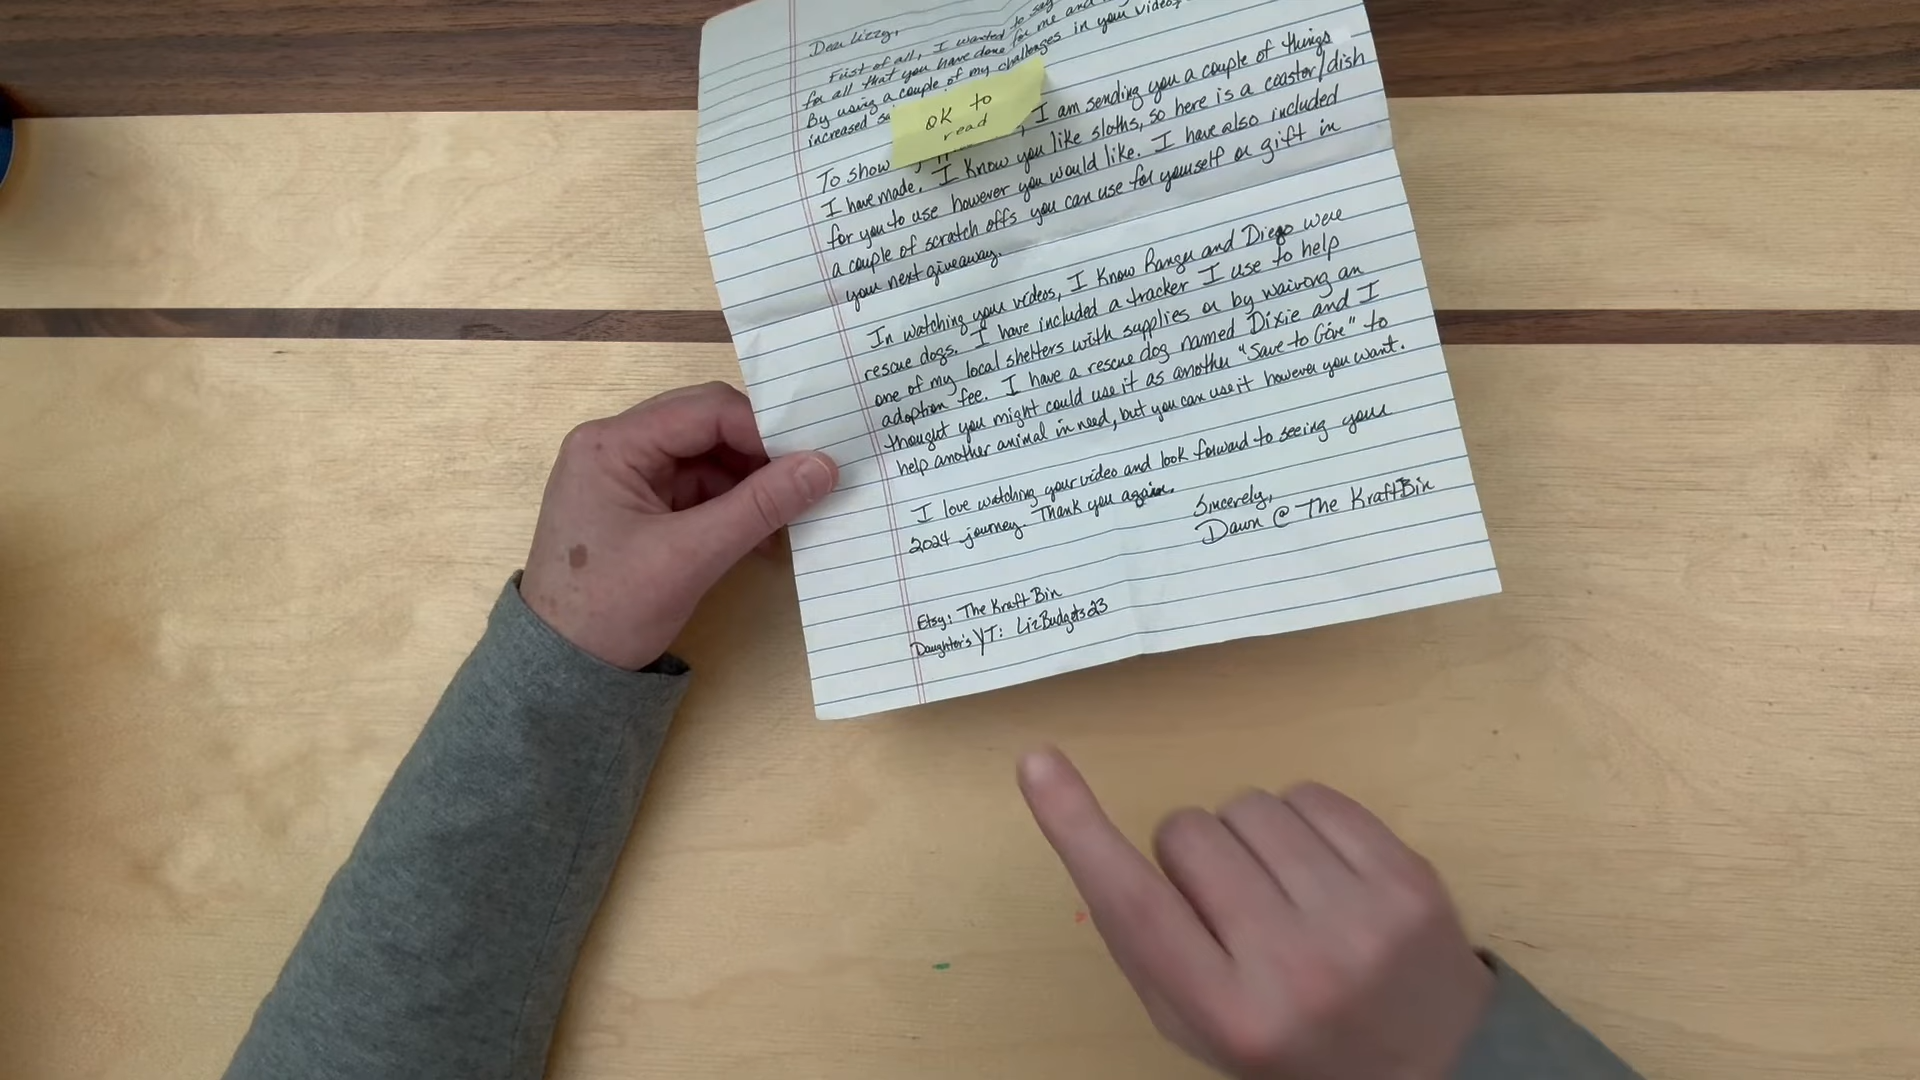 Dear Lizzy,
First of all, I wanted to say
for all that you have done for me and
By using a couple of my challenges in your videos,
increased
OK to
read
To show , I am sending you a couple of things
I have made. I know you like sloths, so here is a coaster/dish
for you to use however you would like. I have also included
a couple of scratch offs you can use for yourself or gift in
your next giveaway.
In watching your videos, I know Ranger and Diego were
rescue dogs. I have included a tracker I use to help
one of my local shelters with supplies or by waiving an
adoption fee. I have a rescue dog named Dixie and I
thought you might could use it as another "Save to Give" to
help another animal in need, but you can use it however you want.
I love watching your video and look forward to seeing your
2024 journey. Thank you again.
Sincerely,
Dawn @ The KraftBin
Etsy: The Kraft Bin
Daughter's YT: LizBudgets23